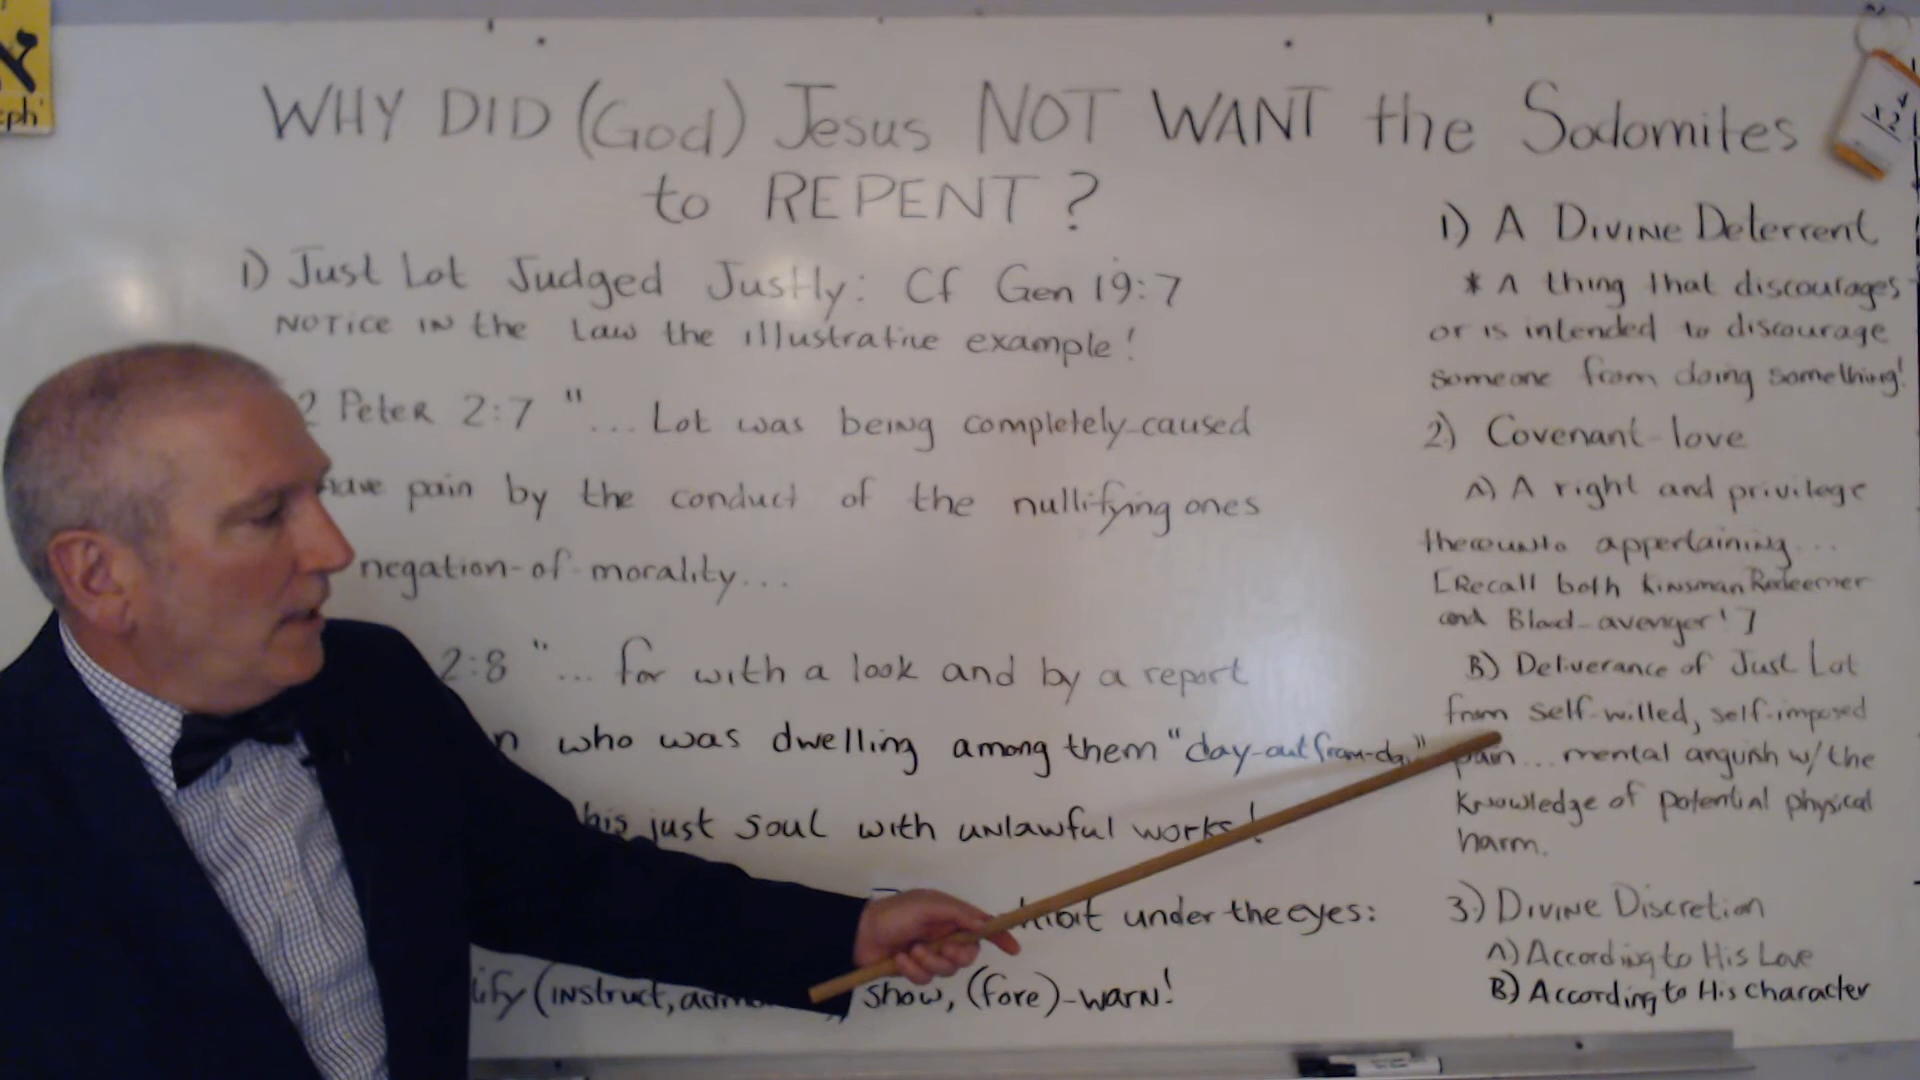 א
eph'
WHY DID (God) Jesus NOT WANT the Sodomites
to REPENT?
1) Just Lot Judged Justly: Cf Gen 19:7
NOTICE IN the Law the illustrative example!
2 Peter 2:7 "... Lot was being completely-caused
have pain by the conduct of the nullifying ones
negation-of-morality...
2:8 "... for with a look and by a report
who was dwelling among them "day-out from-day"
his just soul with unlawful works!
hibit under the eyes:
ify (instruct, show, (fore)-warn!
1) A Divine Deterrent
* A thing that discourages
or is intended to discourage
someone from doing something!
2) Covenant-love
A) A right and privilege
thereunto appertaining...
[Recall both Kinsman Redeemer
and Blood-avenger!]
B) Deliverance of Just Lot
from self-willed, self-imposed
pain... mental anguish w/ the
knowledge of potential physical
harm.
3.) Divine Discretion
A) According to His Love
B) According to His character